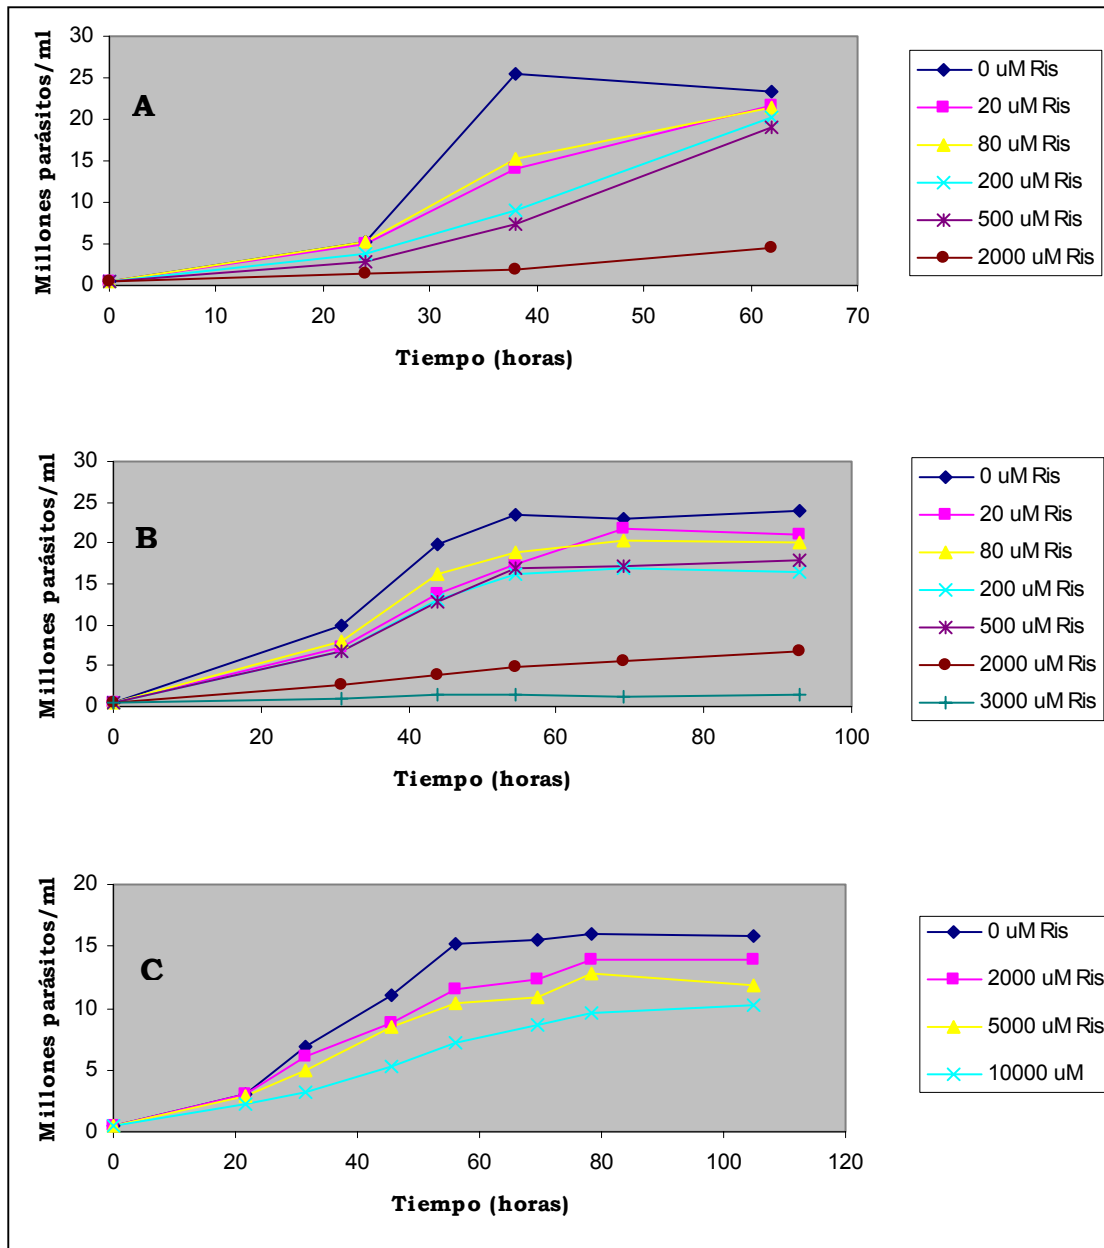 A
Millones parásitos/ml
30
25
20
15
10
5
0
0 10 20 30 40 50 60 70
Tiempo (horas)
0 uM Ris
20 uM Ris
80 uM Ris
200 uM Ris
500 uM Ris
2000 uM Ris
B
Millones parásitos/ml
30
25
20
15
10
5
0
0 20 40 60 80 100
Tiempo (horas)
0 uM Ris
20 uM Ris
80 uM Ris
200 uM Ris
500 uM Ris
2000 uM Ris
3000 uM Ris
C
Millones parásitos/ml
20
15
10
5
0
0 20 40 60 80 100 120
Tiempo (horas)
0 uM Ris
2000 uM Ris
5000 uM Ris
10000 uM